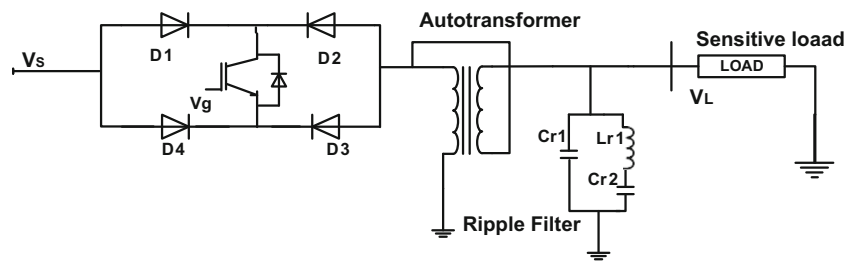 Autotransformer
Sensitive loaad
VS
D1
D2
LOAD
Vg
VL
D4
D3
Cr1
Lr1
Cr2
Ripple Filter